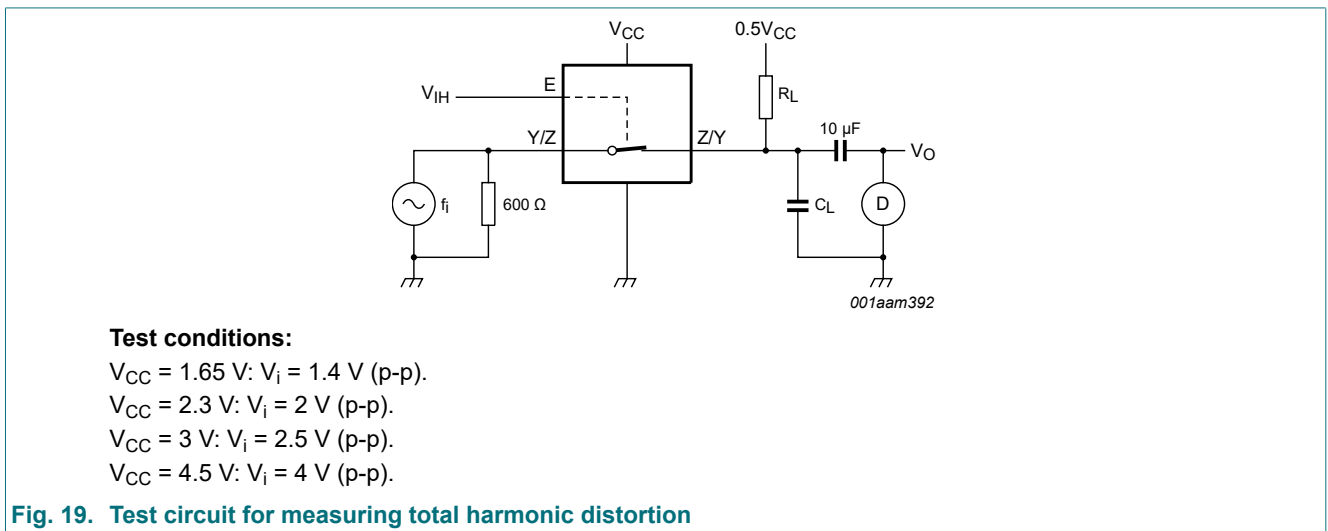 VCC
0.5VCC
VIH
E
RL
Y/Z
Z/Y
10 µF
VO
fi
600 Ω
CL
D
001aam392
Test conditions:
VCC = 1.65 V: Vi = 1.4 V (p-p).
VCC = 2.3 V: Vi = 2 V (p-p).
VCC = 3 V: Vi = 2.5 V (p-p).
VCC = 4.5 V: Vi = 4 V (p-p).
Fig. 19. Test circuit for measuring total harmonic distortion